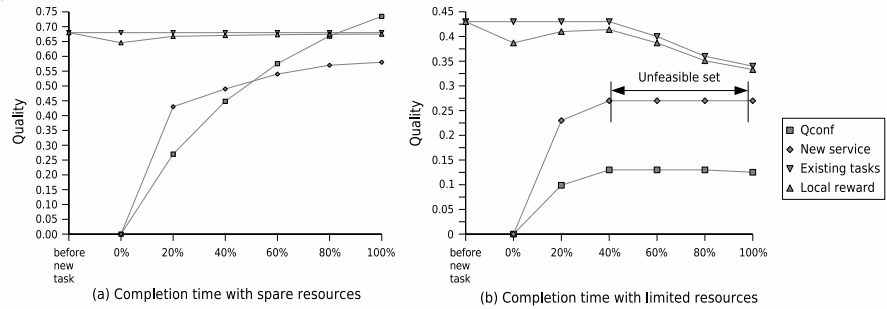 0.75
0.70
0.65
0.60
0.55
0.50
0.45
0.40
0.35
0.30
0.25
0.20
0.15
0.10
0.05
0.00
Quality
before
new
task
0%
20%
40%
60%
80%
100%
(a) Completion time with spare resources
0.45
0.4
0.35
0.3
0.25
0.2
0.15
0.1
0.05
0
Quality
Unfeasible set
before
new
task
0%
20%
40%
60%
80%
100%
(b) Completion time with limited resources
Qconf
New service
Existing tasks
Local reward